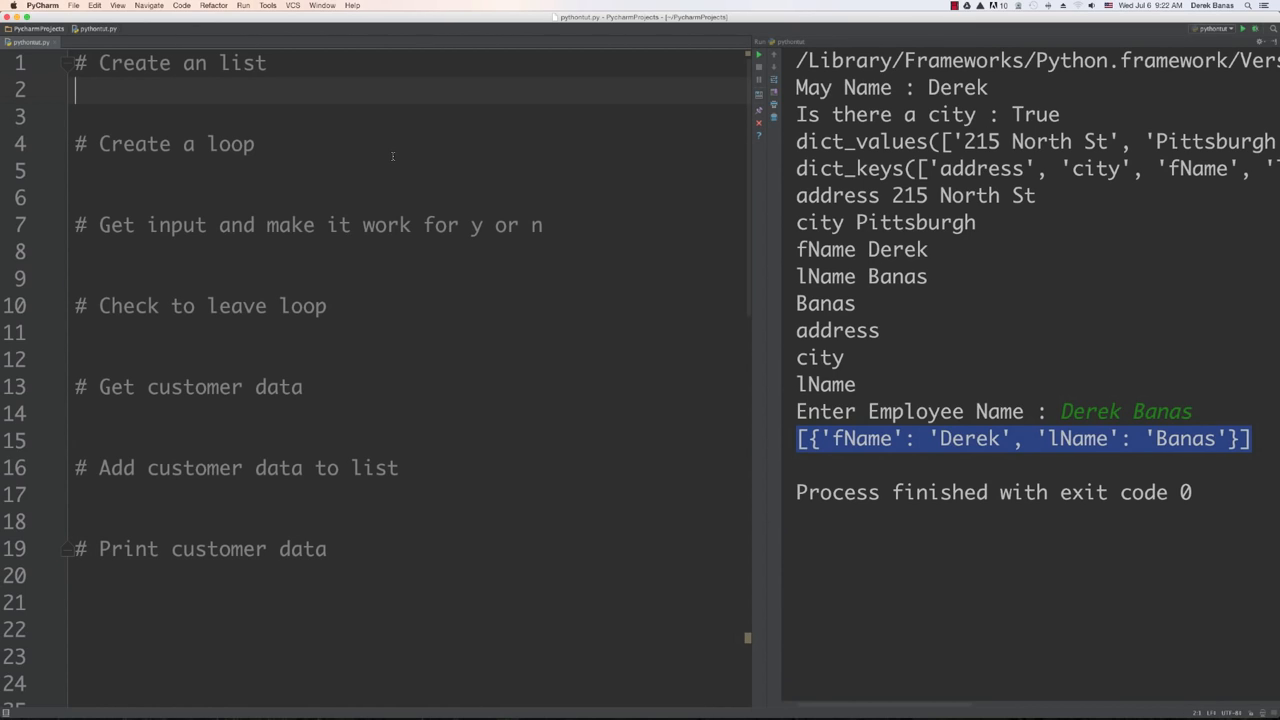 PyCharm File Edit View Navigate Code Refactor Run Tools VCS Window Help
10 Wed Jul 6 9:22 AM Derek Banas
pythontut.py - PycharmProjects - [~/PycharmProjects]
PycharmProjects pythontut.py
pythontut
pythontut.py
Run pythontut
1 # Create an list
2
3
4 # Create a loop
5
6
7 # Get input and make it work for y or n
8
9
10 # Check to leave loop
11
12
13 # Get customer data
14
15
16 # Add customer data to list
17
18
19 # Print customer data
20
21
22
23
24
/Library/Frameworks/Python.framework/Vers
May Name : Derek
Is there a city : True
dict_values(['215 North St', 'Pittsburgh
dict_keys(['address', 'city', 'fName', '
address 215 North St
city Pittsburgh
fName Derek
lName Banas
Banas
address
city
lName
Enter Employee Name : Derek Banas
[{'fName': 'Derek', 'lName': 'Banas'}]
Process finished with exit code 0
2:1 LF÷ UTF-8÷